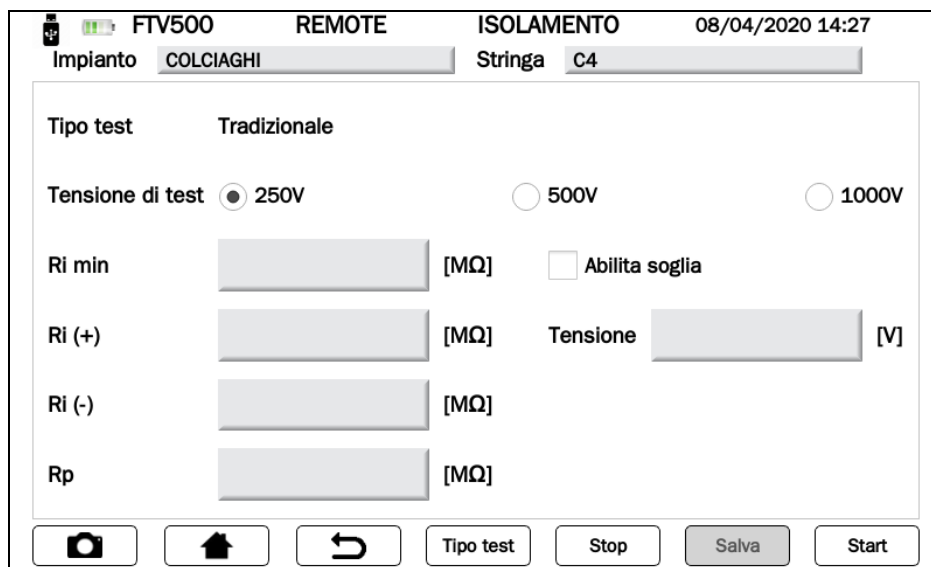 FTV500 REMOTE ISOLAMENTO 08/04/2020 14:27
Impianto COLCIAGHI Stringa C4
Tipo test Tradizionale
Tensione di test 250V 500V 1000V
Ri min [MΩ] Abilita soglia
Ri (+) [MΩ] Tensione [V]
Ri (-) [MΩ]
Rp [MΩ]
Tipo test Stop Salva Start